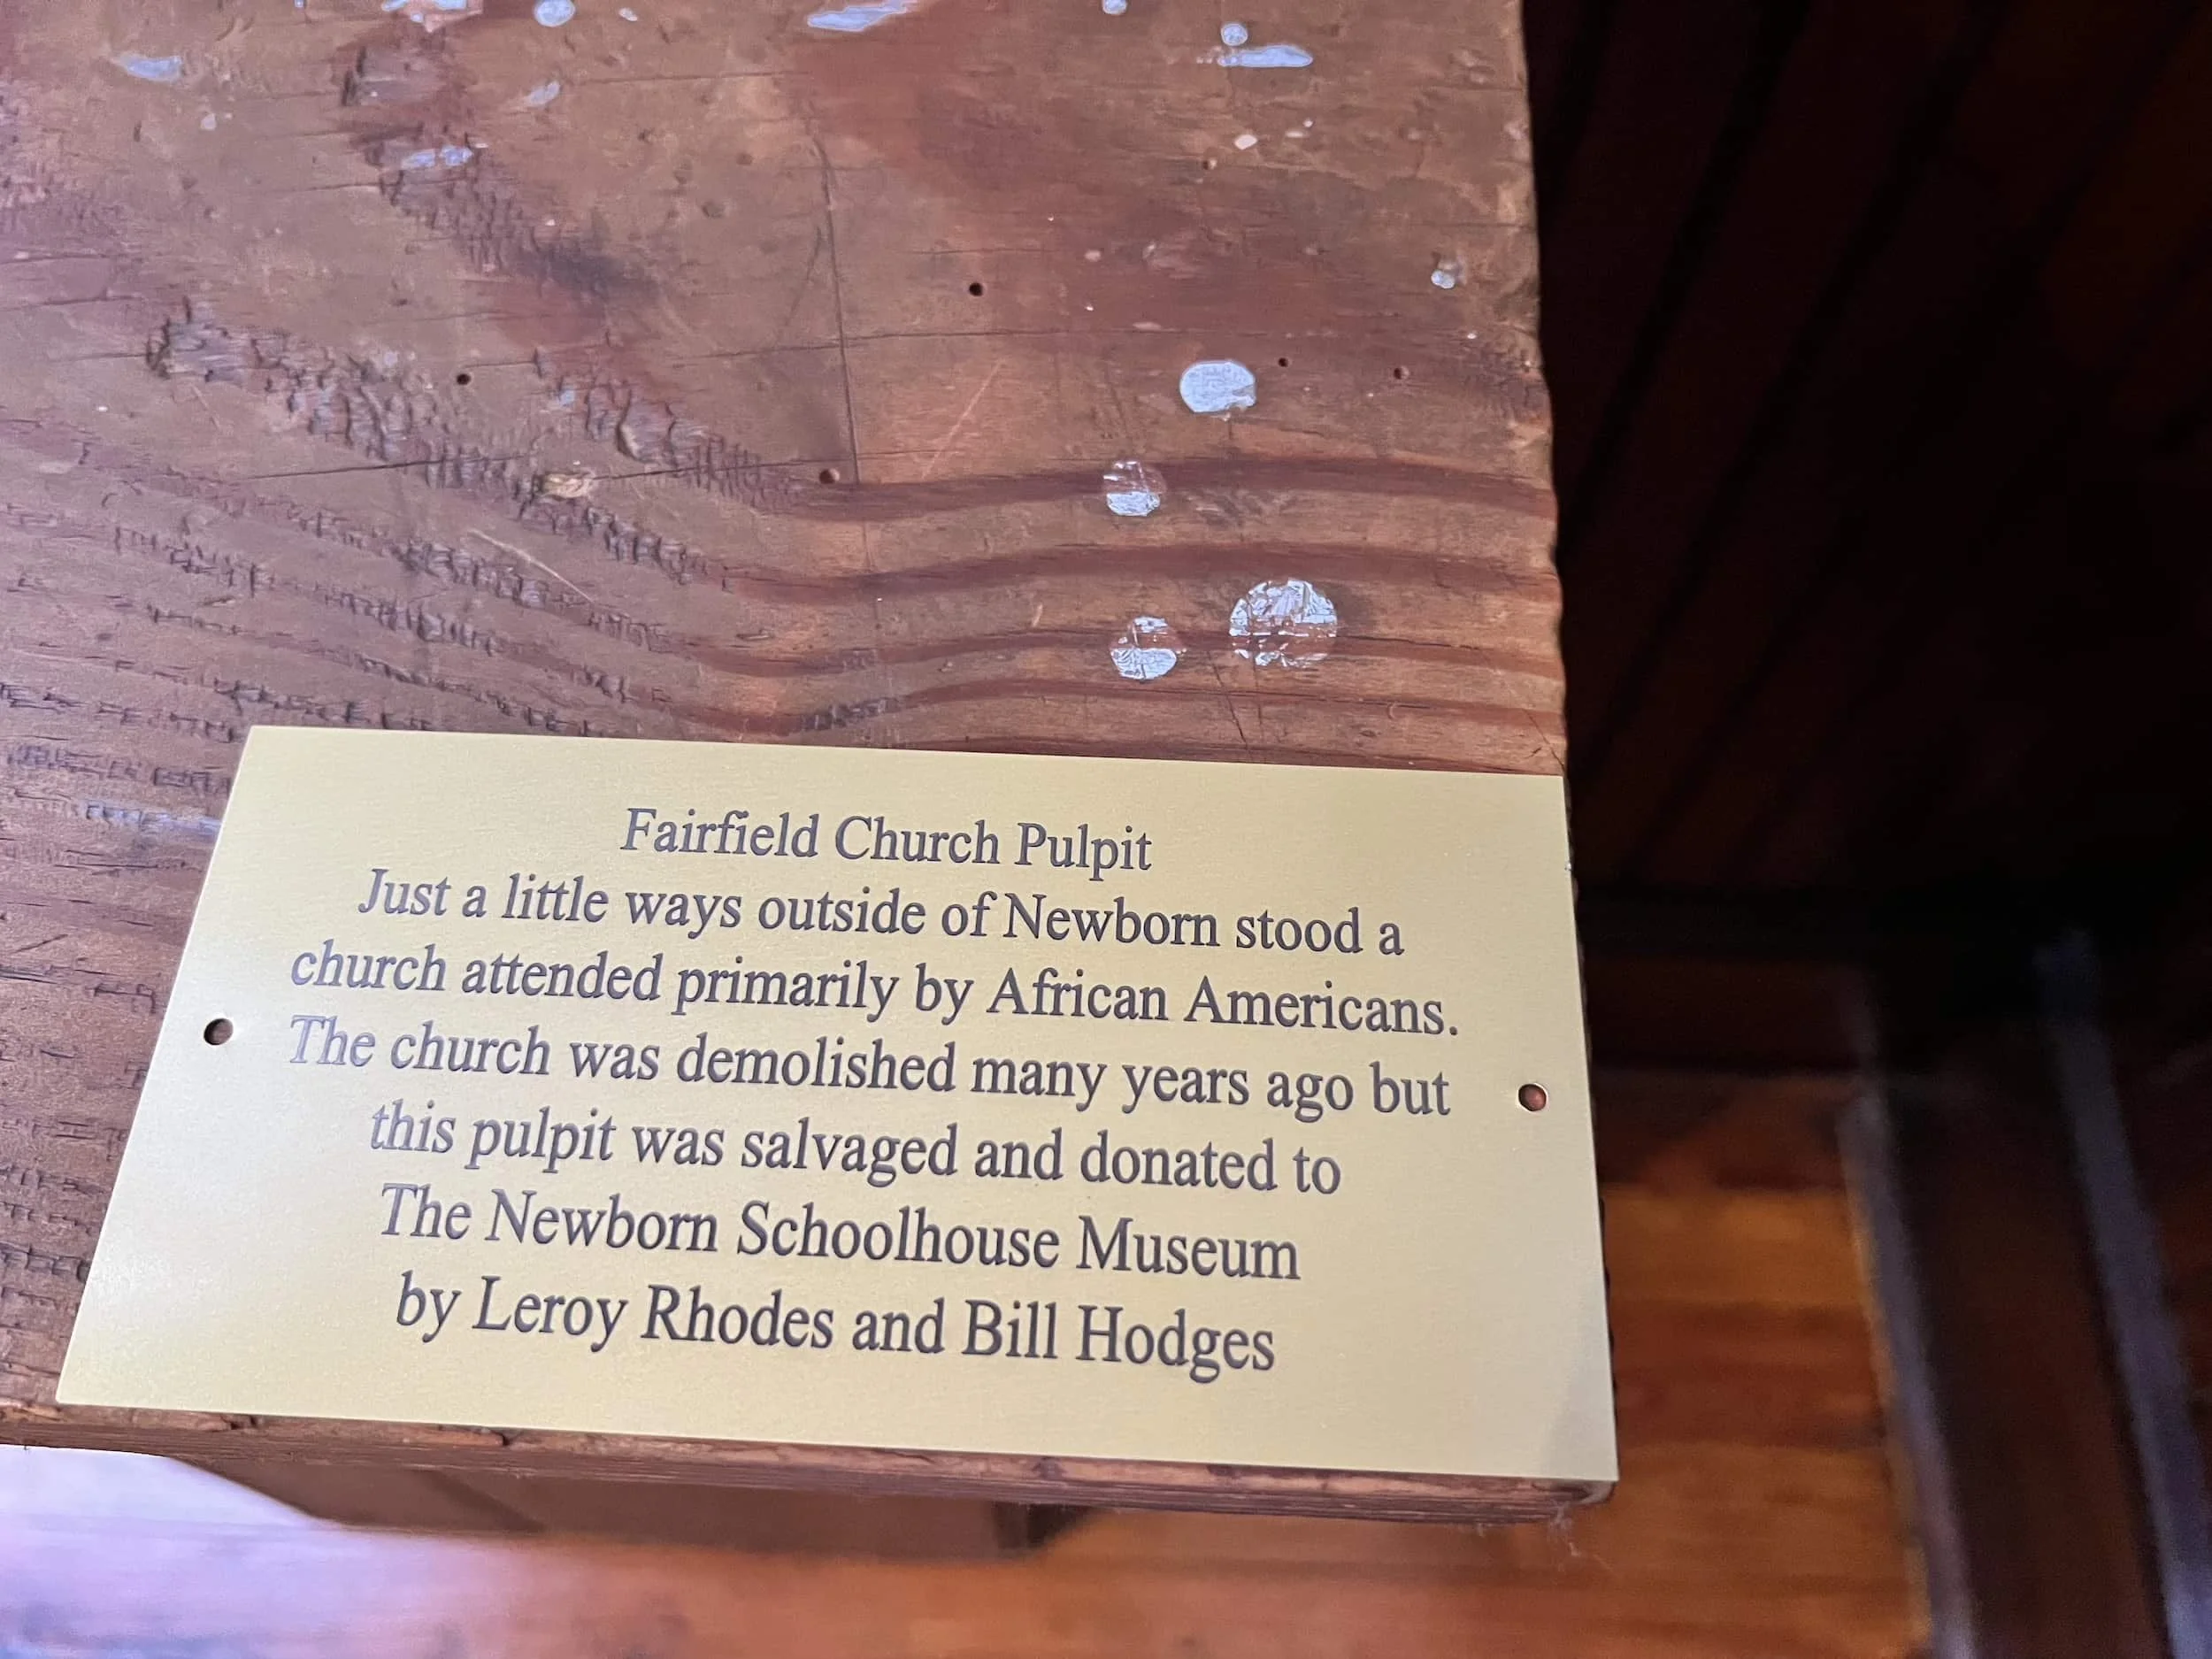 Fairfield Church Pulpit
Just a little ways outside of Newborn stood a
church attended primarily by African Americans.
The church was demolished many years ago but
this pulpit was salvaged and donated to
The Newborn Schoolhouse Museum
by Leroy Rhodes and Bill Hodges